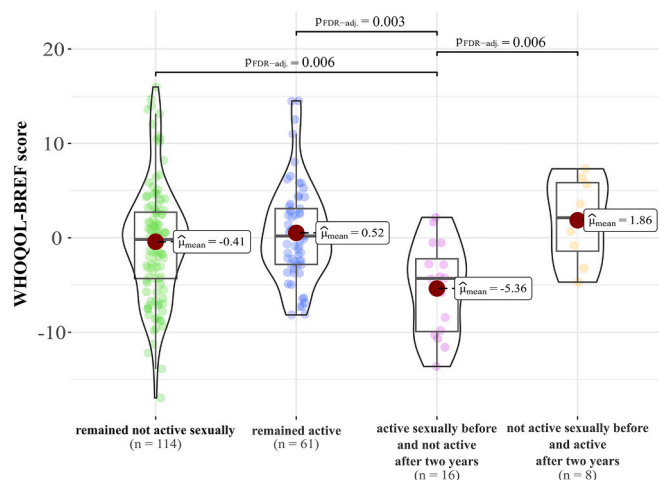 pFDR−adj. = 0.003
pFDR−adj. = 0.006
pFDR−adj. = 0.006
20
10
0
-10
WHOQOL-BREF score
μ̂mean = -0.41
μ̂mean = 0.52
μ̂mean = -5.36
μ̂mean = 1.86
remained not active sexually
(n = 114)
remained active
(n = 61)
active sexually before
and not active
after two years
(n = 16)
not active sexually before
and active
after two years
(n = 8)